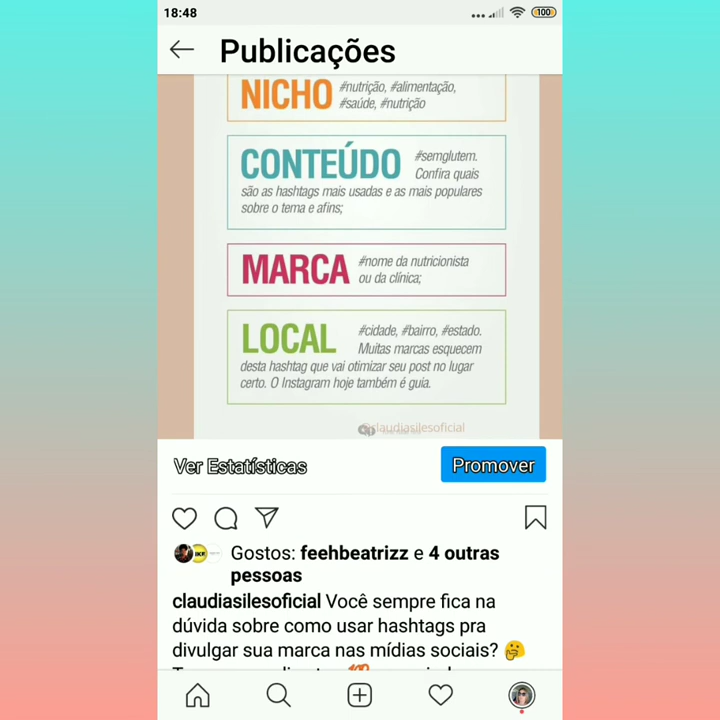 18:48
100
Publicações
NICHO #nutrição, #alimentação,
#saúde, #nutrição
CONTEÚDO #semglutem.
Confira quais
são as hashtags mais usadas e as mais populares
sobre o tema e afins;
MARCA #nome da nutricionista
ou da clínica;
LOCAL #cidade, #bairro, #estado.
Muitas marcas esquecem
desta hashtag que vai otimizar seu post no lugar
certo. O Instagram hoje também é guia.
@claudiasilesoficial
Ver Estatísticas
Promover
Gostos: feehbeatrizz e 4 outras
pessoas
claudiasilesoficial Você sempre fica na
dúvida sobre como usar hashtags pra
divulgar sua marca nas mídias sociais? 🤔